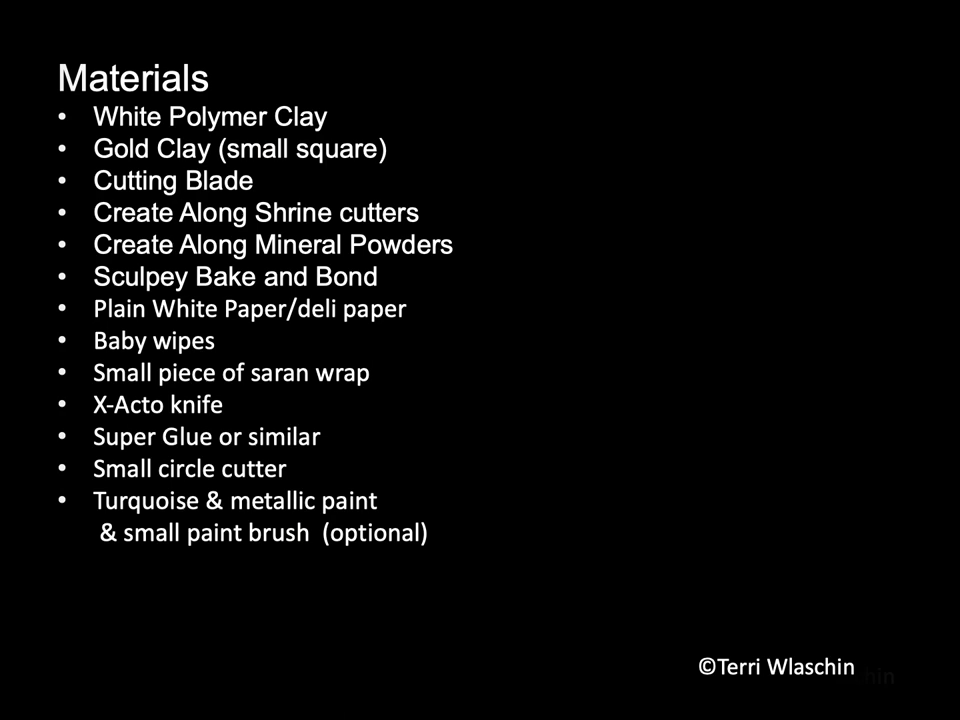 Materials
• White Polymer Clay
• Gold Clay (small square)
• Cutting Blade
• Create Along Shrine cutters
• Create Along Mineral Powders
• Sculpey Bake and Bond
• Plain White Paper/deli paper
• Baby wipes
• Small piece of saran wrap
• X-Acto knife
• Super Glue or similar
• Small circle cutter
• Turquoise & metallic paint
& small paint brush (optional)
©Terri Wlaschin